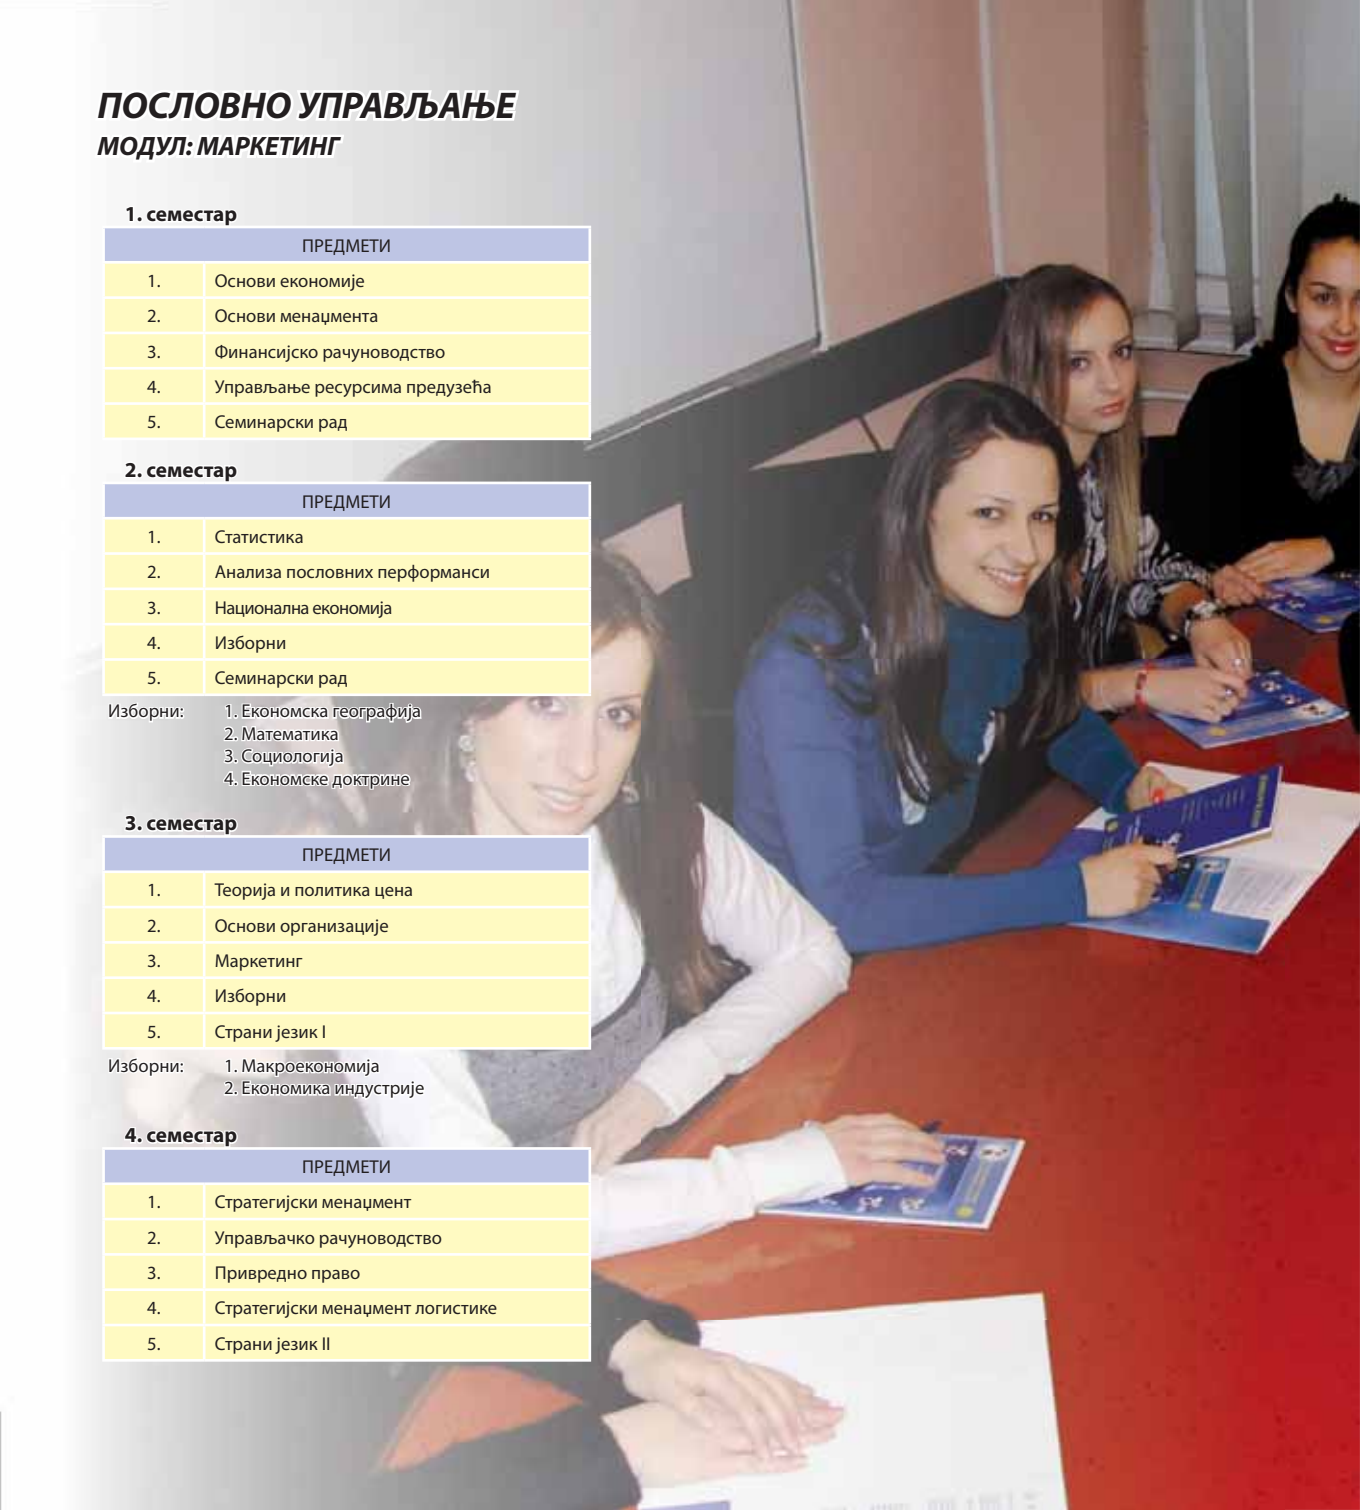 ПОСЛОВНО УПРАВЉАЊЕ
МОДУЛ: МАРКЕТИНГ
1. семестар
ПРЕДМЕТИ
1. Основи економије
2. Основи менаџмента
3. Финансијско рачуноводство
4. Управљање ресурсима предузећа
5. Семинарски рад
2. семестар
ПРЕДМЕТИ
1. Статистика
2. Анализа пословних перформанси
3. Национална економија
4. Изборни
5. Семинарски рад
Изборни: 1. Економска географија
2. Математика
3. Социологија
4. Економске доктрине
3. семестар
ПРЕДМЕТИ
1. Теорија и политика цена
2. Основи организације
3. Маркетинг
4. Изборни
5. Страни језик I
Изборни: 1. Макроекономија
2. Економика индустрије
4. семестар
ПРЕДМЕТИ
1. Стратегијски менаџмент
2. Управљачко рачуноводство
3. Привредно право
4. Стратегијски менаџмент логистике
5. Страни језик II